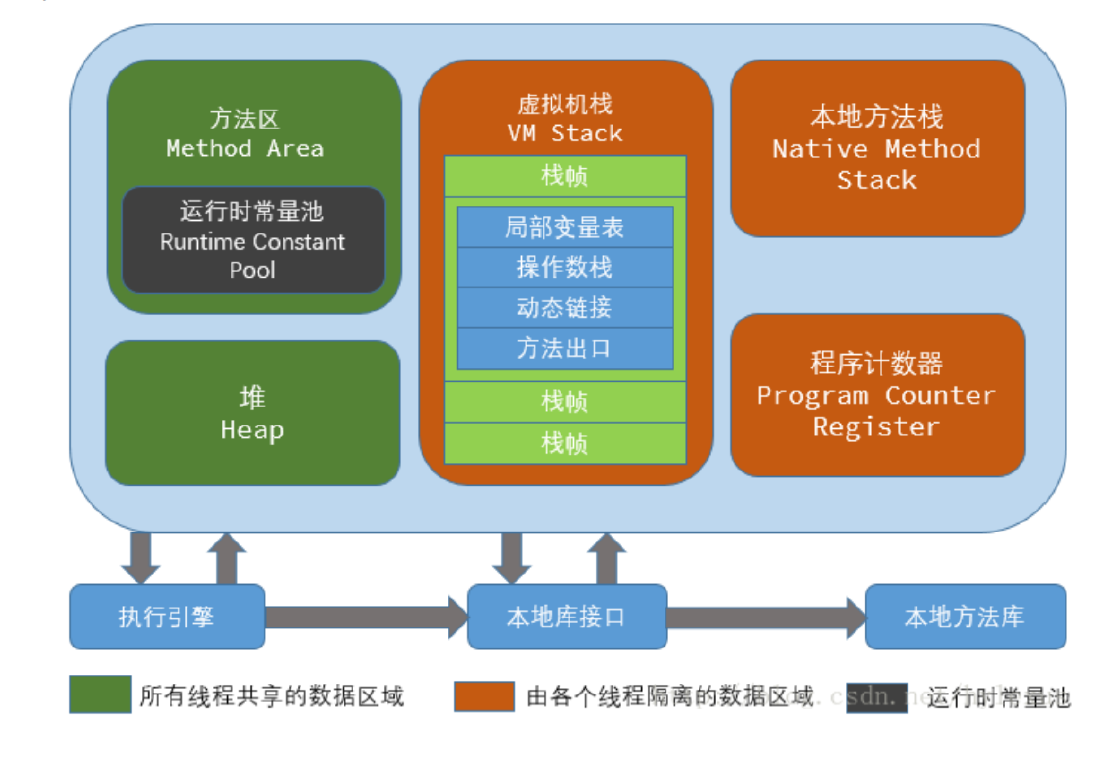 方法区
Method Area
运行时常量池
Runtime Constant
Pool
堆
Heap
虚拟机栈
VM Stack
栈帧
局部变量表
操作数栈
动态链接
方法出口
栈帧
栈帧
本地方法栈
Native Method
Stack
程序计数器
Program Counter
Register
执行引擎
本地库接口
本地方法库
所有线程共享的数据区域
由各个线程隔离的数据区域
运行时常量池